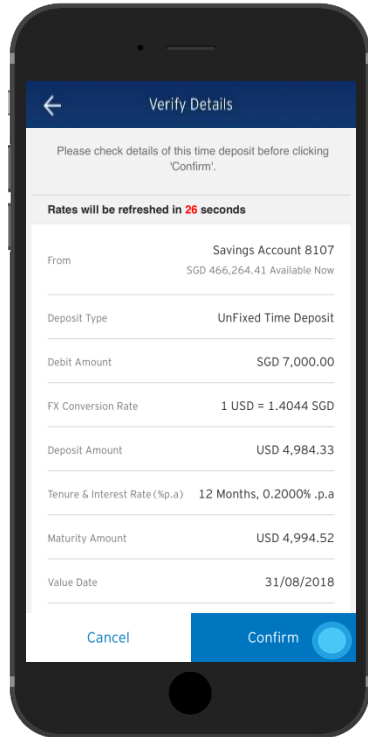 Verify Details
Please check details of this time deposit before clicking
'Confirm'.
Rates will be refreshed in 26 seconds
From
Savings Account 8107
SGD 466,264.41 Available Now
Deposit Type UnFixed Time Deposit
Debit Amount SGD 7,000.00
FX Conversion Rate 1 USD = 1.4044 SGD
Deposit Amount USD 4,984.33
Tenure & Interest Rate(%p.a) 12 Months, 0.2000% .p.a
Maturity Amount USD 4,994.52
Value Date 31/08/2018
Cancel Confirm